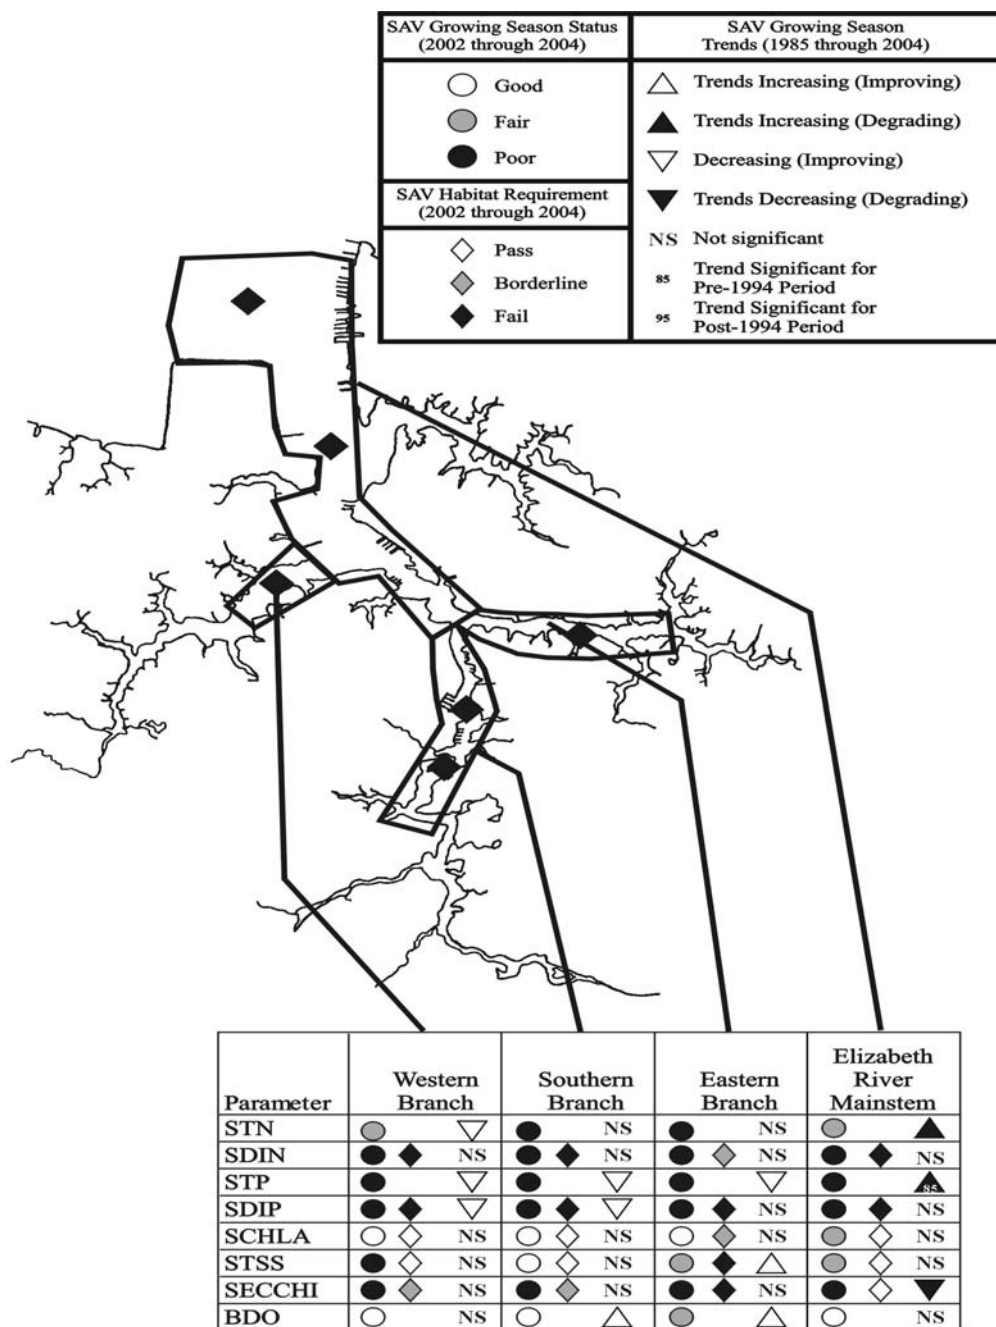 SAV Growing Season Status
(2002 through 2004)
Good
Fair
Poor
SAV Habitat Requirement
(2002 through 2004)
Pass
Borderline
Fail
SAV Growing Season
Trends (1985 through 2004)
Trends Increasing (Improving)
Trends Increasing (Degrading)
Decreasing (Improving)
Trends Decreasing (Degrading)
NS Not significant
85 Trend Significant for
Pre-1994 Period
95 Trend Significant for
Post-1994 Period
Parameter
Western
Branch
Southern
Branch
Eastern
Branch
Elizabeth
River
Mainstem
STN NS NS
SDIN NS NS NS NS
STP 85
SDIP NS NS
SCHLA NS NS NS NS
STSS NS NS NS
SECCHI NS NS NS
BDO NS NS